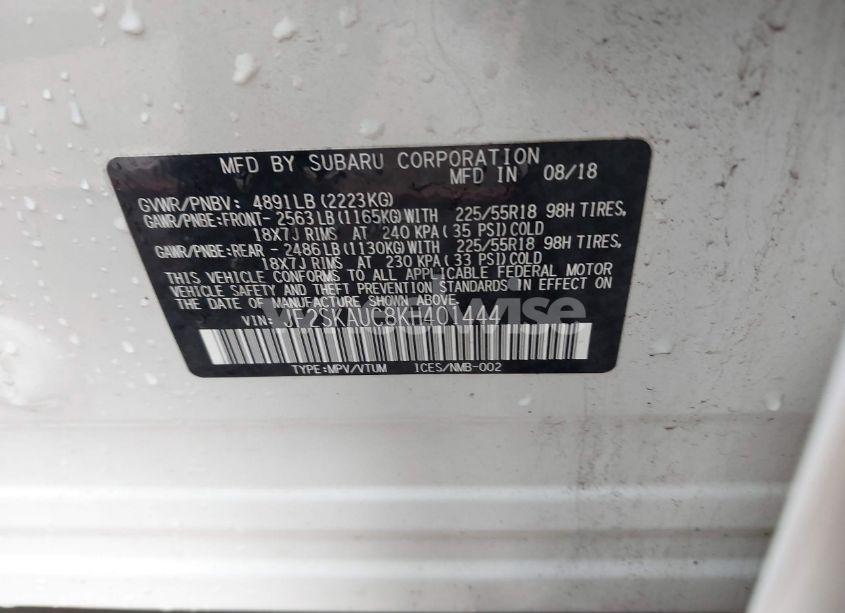 MFD BY SUBARU CORPORATION
MFD IN 08/18
GVWR/PNBV: 4891LB(2223KG)
GAWR/PNBE:FRONT- 2563LB(1165KG)WITH 225/55R18 98H TIRES,
18X7J RIMS AT 240 KPA(35 PSI)COLD
GAWR/PNBE:REAR - 2486LB(1130KG)WITH 225/55R18 98H TIRES,
18X7J RIMS AT 230 KPA(33 PSI)COLD
THIS VEHICLE CONFORMS TO ALL APPLICABLE FEDERAL MOTOR
VEHICLE SAFETY AND THEFT PREVENTION STANDARDS IN EFFECT ON
THE DATE OF MANUFACTURE SHOWN ABOVE.
VIN: JF2SKAUC8KH401444
TYPE:MPV/VTUM ICES/NMB-002